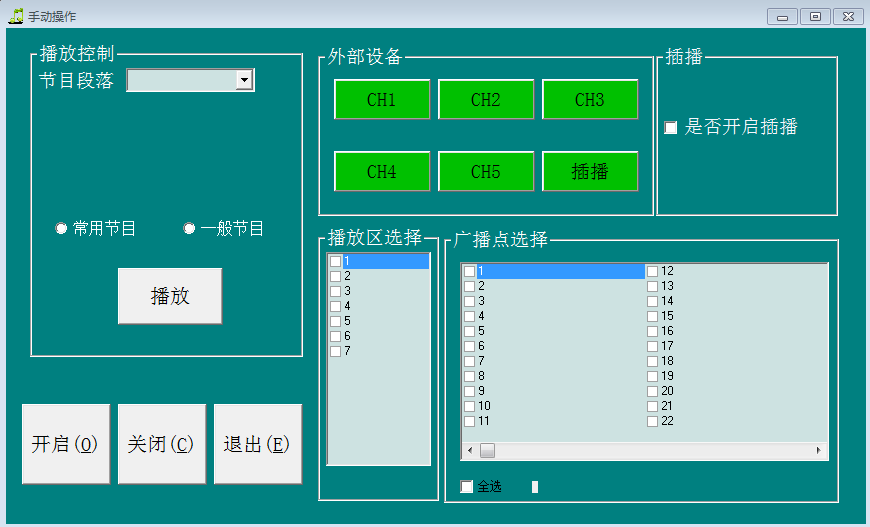 手动操作
播放控制
节目段落
常用节目
一般节目
播放
开启(O)
关闭(C)
退出(E)
外部设备
CH1
CH2
CH3
CH4
CH5
插播
插播
是否开启插播
播放区选择
1
2
3
4
5
6
7
广播点选择
1
2
3
4
5
6
7
8
9
10
11
12
13
14
15
16
17
18
19
20
21
22
全选